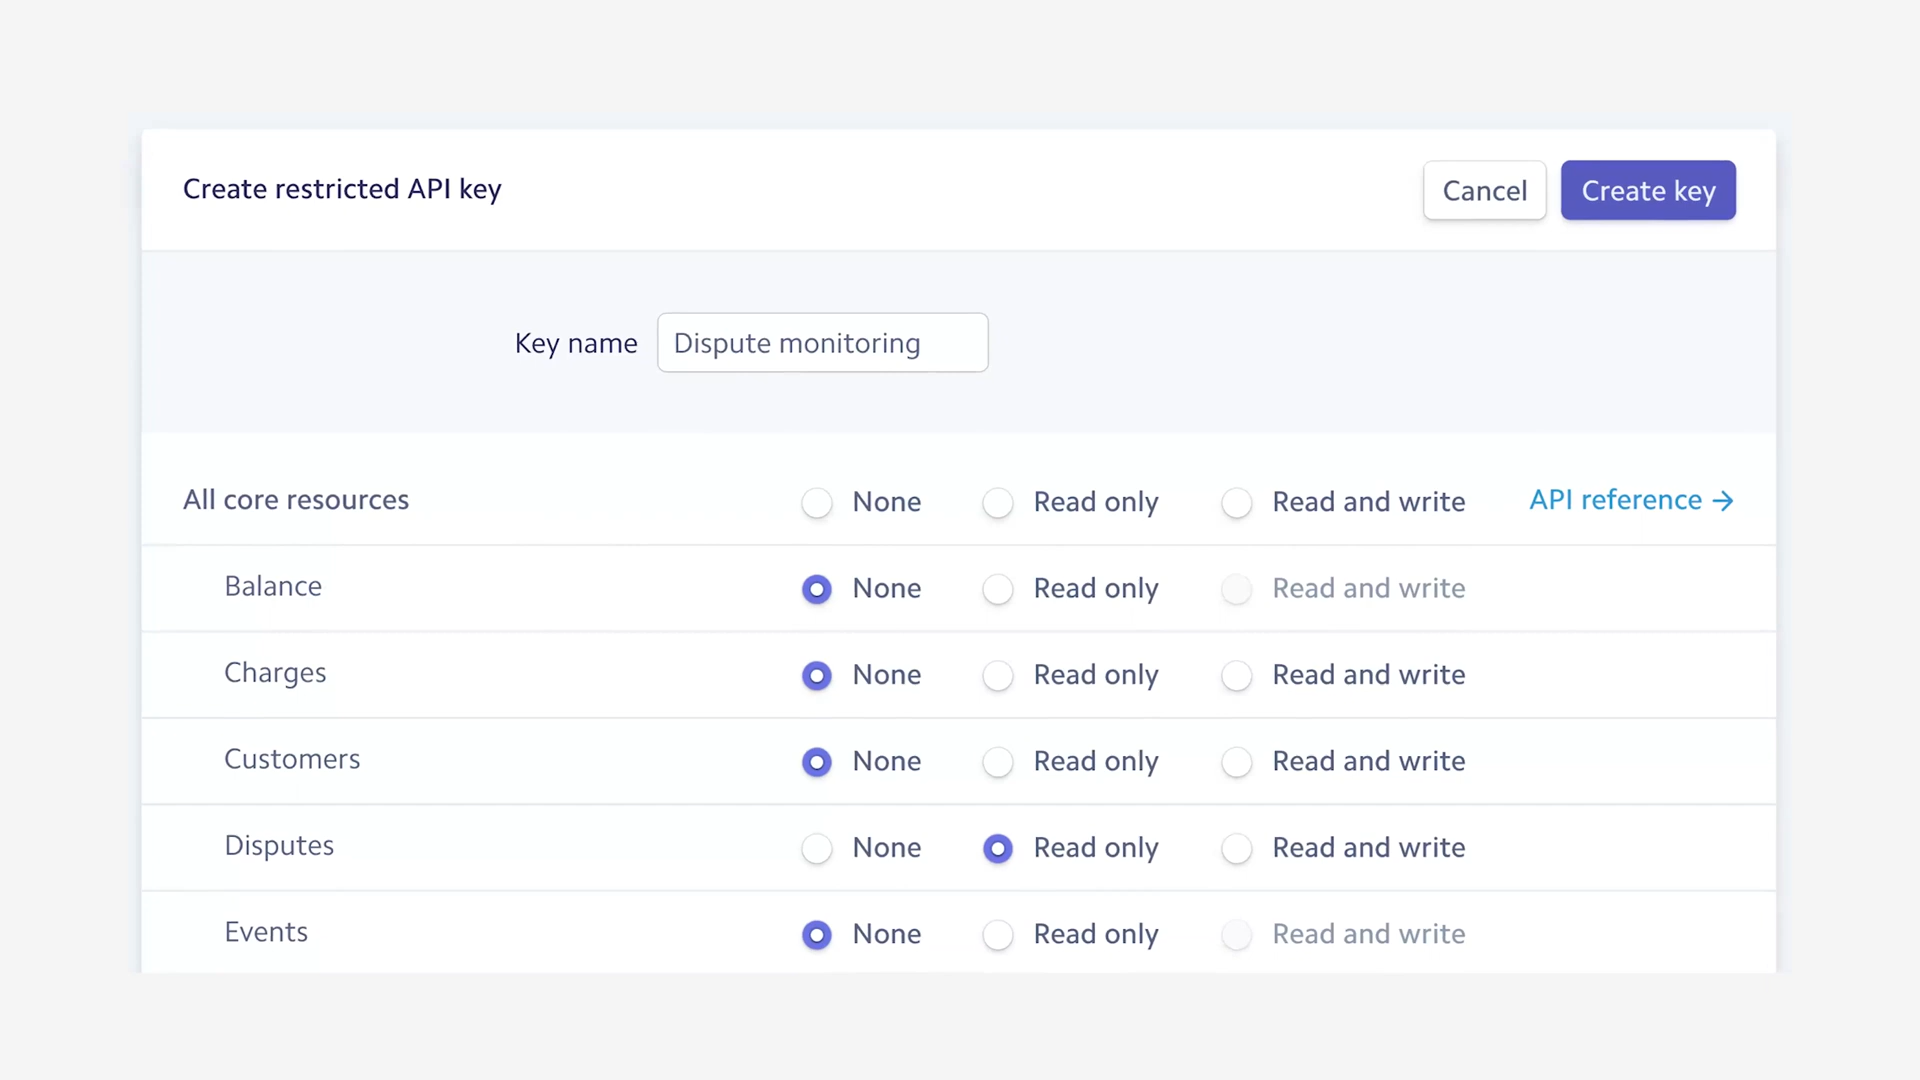 Create restricted API key
Cancel
Create key
Key name
Dispute monitoring
All core resources
None
Read only
Read and write
API reference →
Balance
None
Read only
Read and write
Charges
None
Read only
Read and write
Customers
None
Read only
Read and write
Disputes
None
Read only
Read and write
Events
None
Read only
Read and write